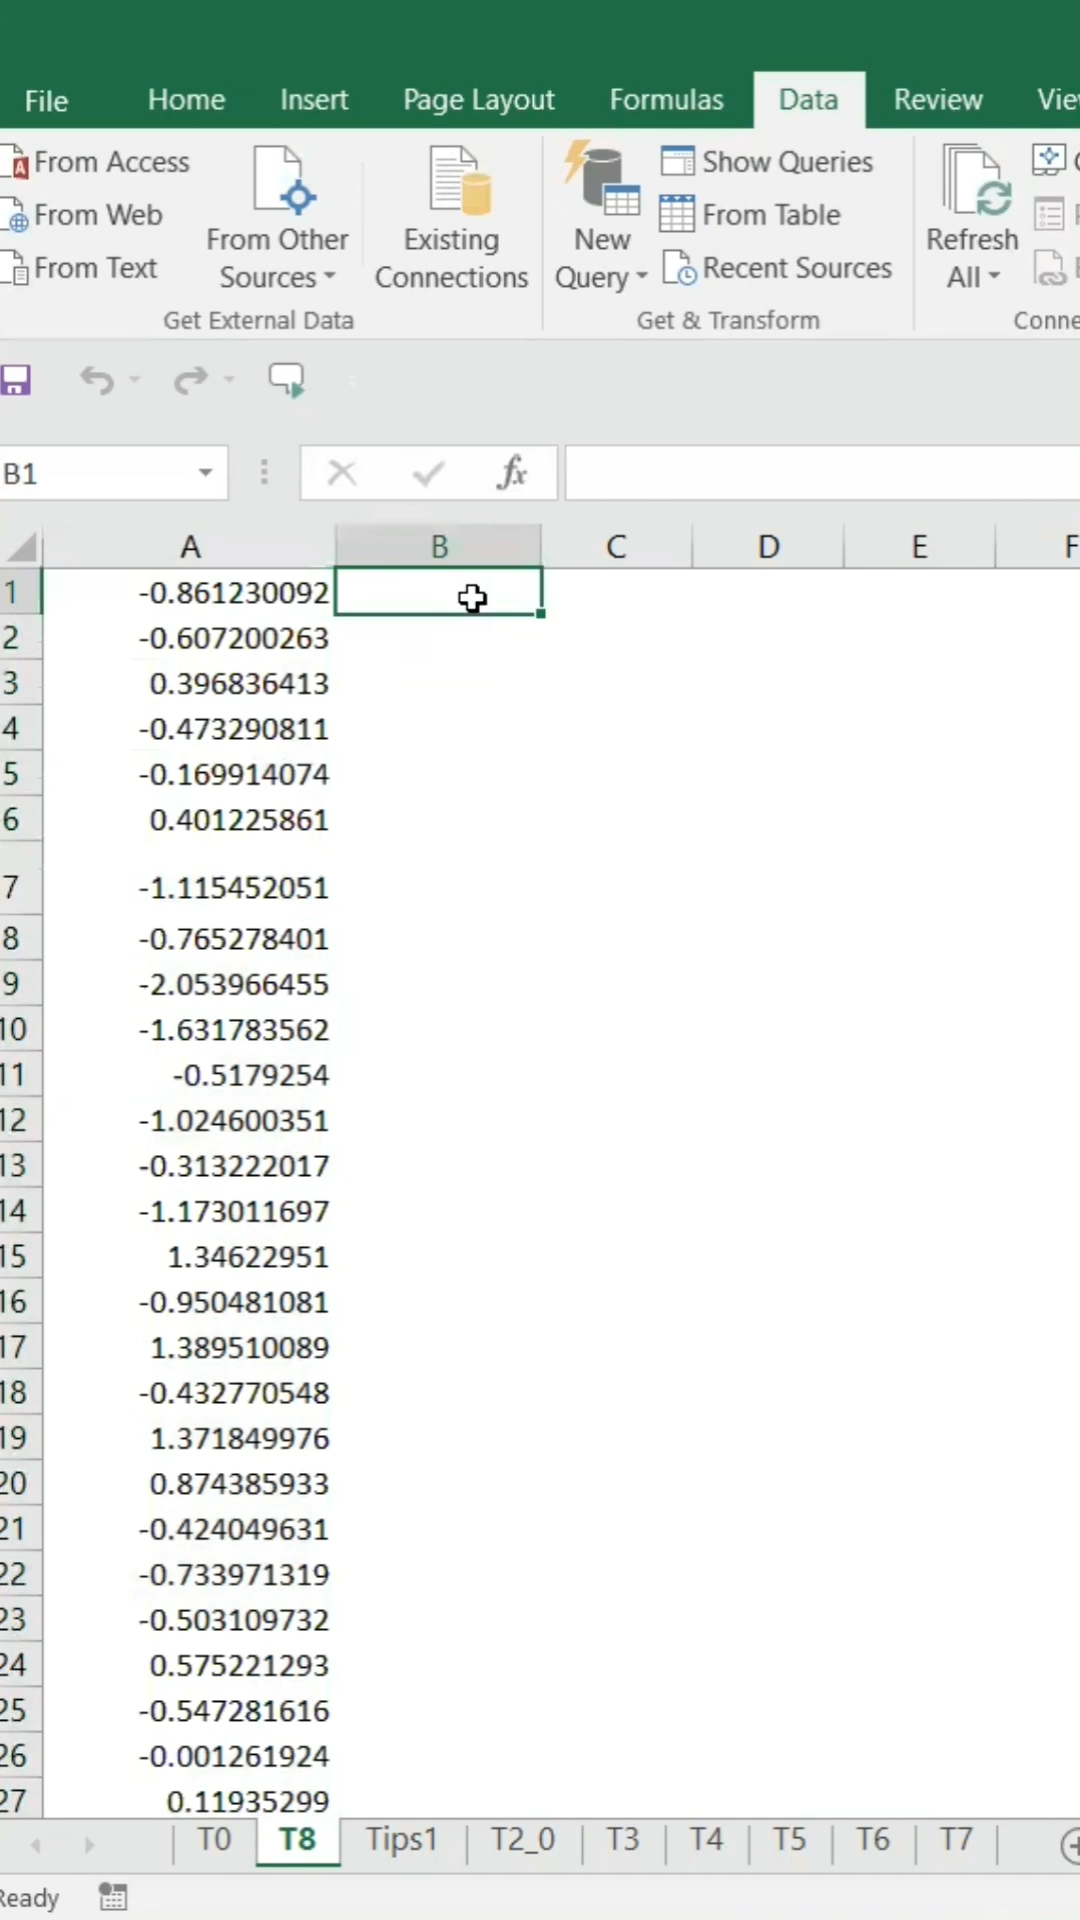 File Home Insert Page Layout Formulas Data Review
From Access
From Web
From Text
From Other Sources
Existing Connections
New Query
Show Queries
From Table
Recent Sources
Refresh All
Get External Data
Get & Transform
B1
fx
A B C D E F
1 -0.861230092
2 -0.607200263
3 0.396836413
4 -0.473290811
5 -0.169914074
6 0.401225861
7 -1.115452051
8 -0.765278401
9 -2.053966455
10 -1.631783562
11 -0.5179254
12 -1.024600351
13 -0.313222017
14 -1.173011697
15 1.34622951
16 -0.950481081
17 1.389510089
18 -0.432770548
19 1.371849976
20 0.874385933
21 -0.424049631
22 -0.733971319
23 -0.503109732
24 0.575221293
25 -0.547281616
26 -0.001261924
27 0.11935299
T0 T8 Tips1 T2_0 T3 T4 T5 T6 T7
Ready